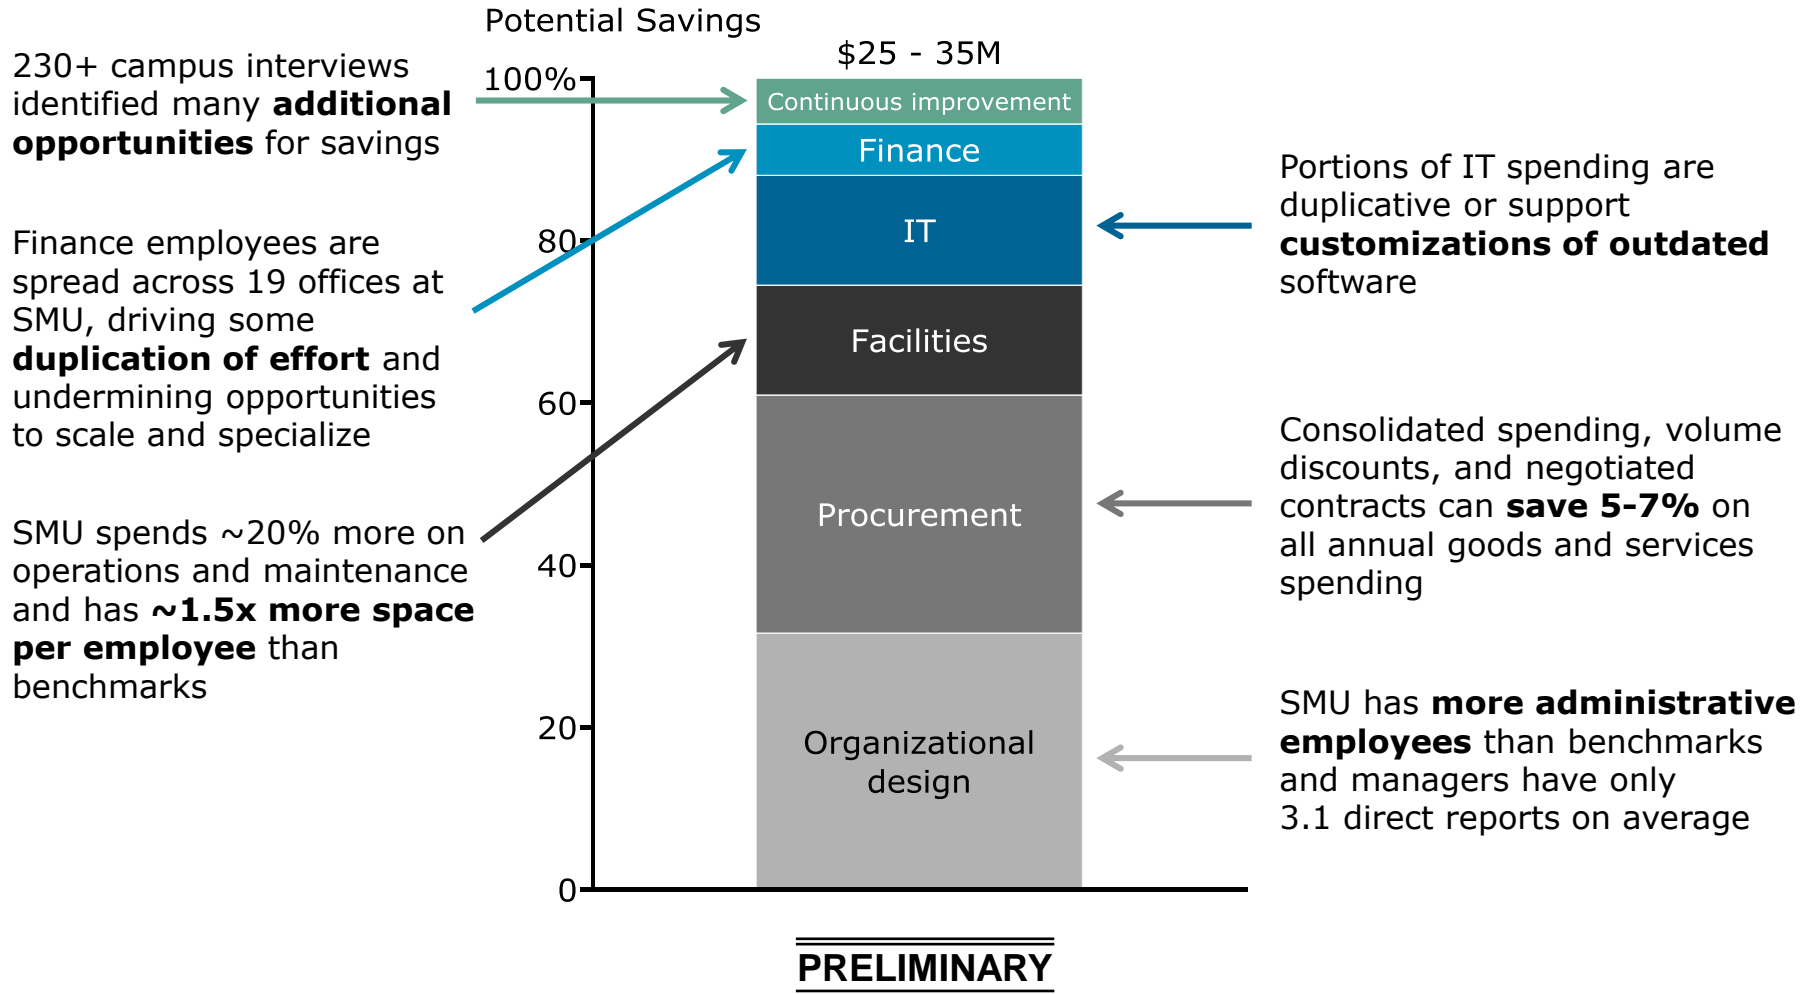 Potential Savings
$25 - 35M
230+ campus interviews
identified many additional
opportunities for savings
Finance employees are
spread across 19 offices at
SMU, driving some
duplication of effort and
undermining opportunities
to scale and specialize
SMU spends ~20% more on
operations and maintenance
and has ~1.5x more space
per employee than
benchmarks
100%
80
60
40
20
0
Continuous improvement
Finance
IT
Facilities
Procurement
Organizational
design
Portions of IT spending are
duplicative or support
customizations of outdated
software
Consolidated spending, volume
discounts, and negotiated
contracts can save 5-7% on
all annual goods and services
spending
SMU has more administrative
employees than benchmarks
and managers have only
3.1 direct reports on average
PRELIMINARY